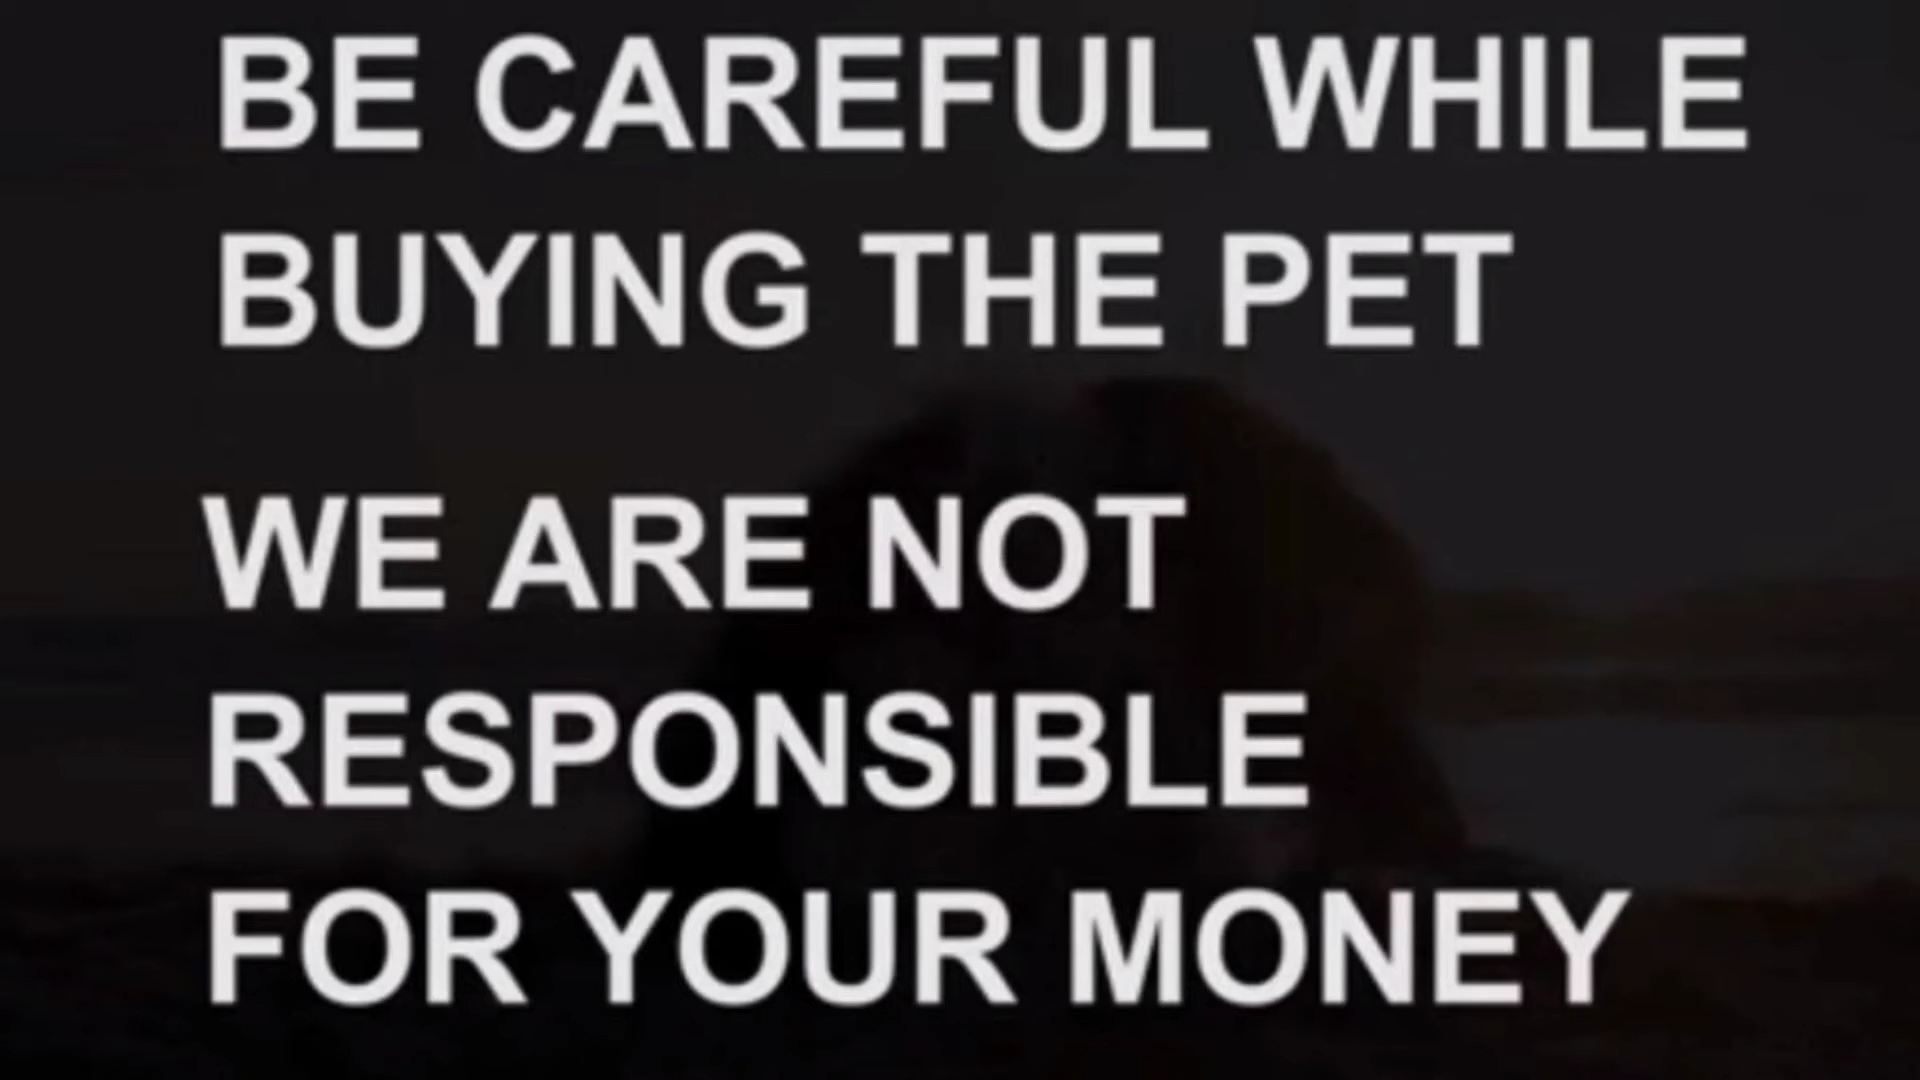 BE CAREFUL WHILE
BUYING THE PET
WE ARE NOT
RESPONSIBLE
FOR YOUR MONEY